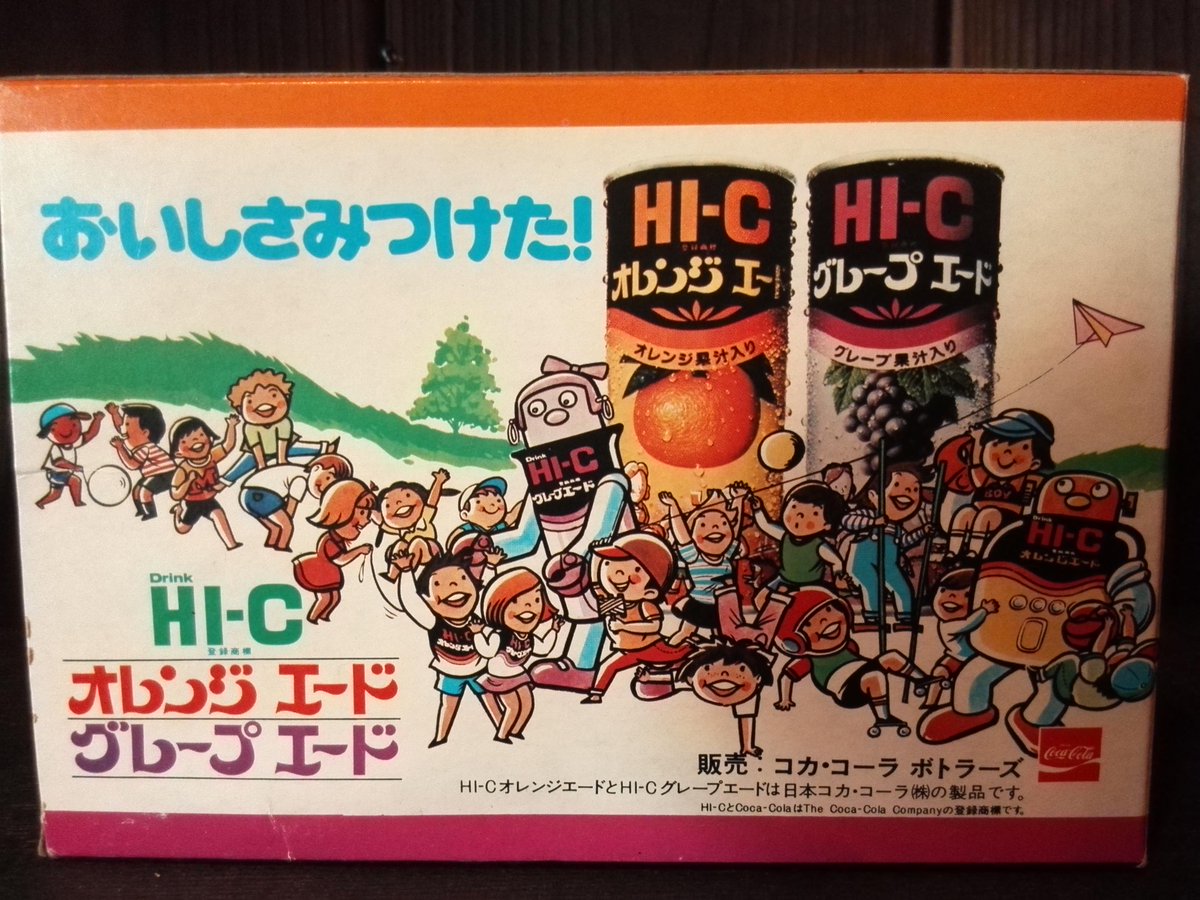 おいしさみつけた!
HI-C
オレンジ エード
オレンジ果汁入り
HI-C
グレープ エード
グレープ果汁入り
Drink
HI-C
グレープエード
BOY
Drink
HI-C
オレンジエード
HI-C
M
Drink
HI-C
登録商標
オレンジ エード
グレープ エード
Coca-Cola
販売:コカ・コーラ ボトラーズ
HI-CオレンジエードとHI-Cグレープエードは日本コカ・コーラ(株)の製品です。
HI-CとCoca-ColaはThe Coca-Cola Companyの登録商標です。